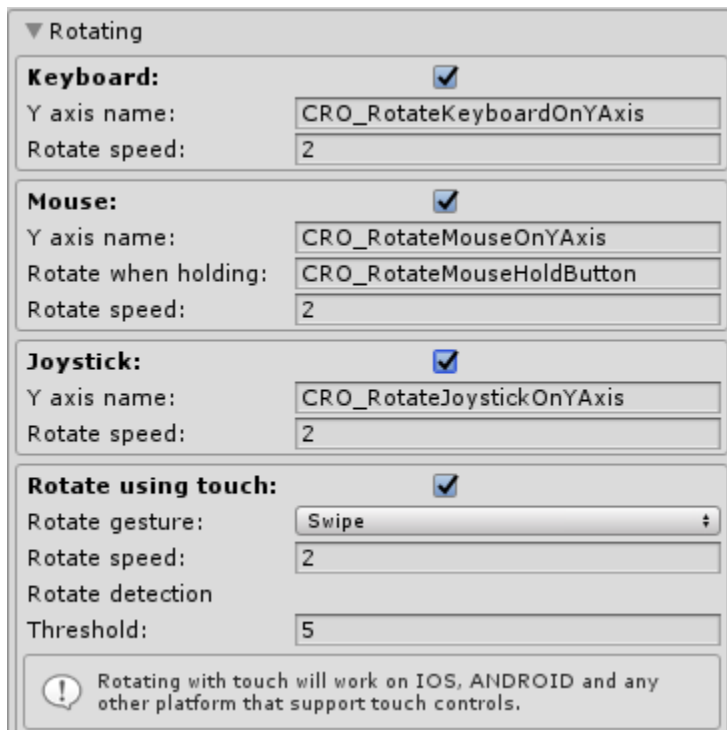 Rotating
Keyboard:
Y axis name: CRO_RotateKeyboardOnYAxis
Rotate speed: 2
Mouse:
Y axis name: CRO_RotateMouseOnYAxis
Rotate when holding: CRO_RotateMouseHoldButton
Rotate speed: 2
Joystick:
Y axis name: CRO_RotateJoystickOnYAxis
Rotate speed: 2
Rotate using touch:
Rotate gesture: Swipe
Rotate speed: 2
Rotate detection
Threshold: 5
Rotating with touch will work on IOS, ANDROID and any
other platform that support touch controls.